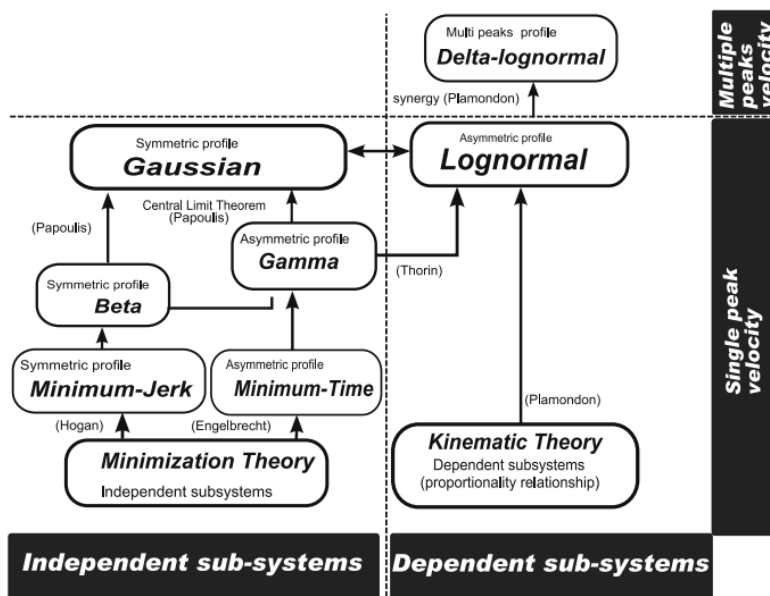 Multi peaks profile
Delta-lognormal
synergy (Plamondon)
Multiple
peaks
velocity
Symmetric profile
Gaussian
Asymmetric profile
Lognormal
Central Limit Theorem
(Papoulis)
(Papoulis)
Asymmetric profile
Gamma
(Thorin)
Symmetric profile
Beta
Symmetric profile
Minimum-Jerk
Asymmetric profile
Minimum-Time
(Hogan)
(Engelbrecht)
(Plamondon)
Minimization Theory
Independent subsystems
Kinematic Theory
Dependent subsystems
(proportionality relationship)
Single peak
velocity
Independent sub-systems
Dependent sub-systems